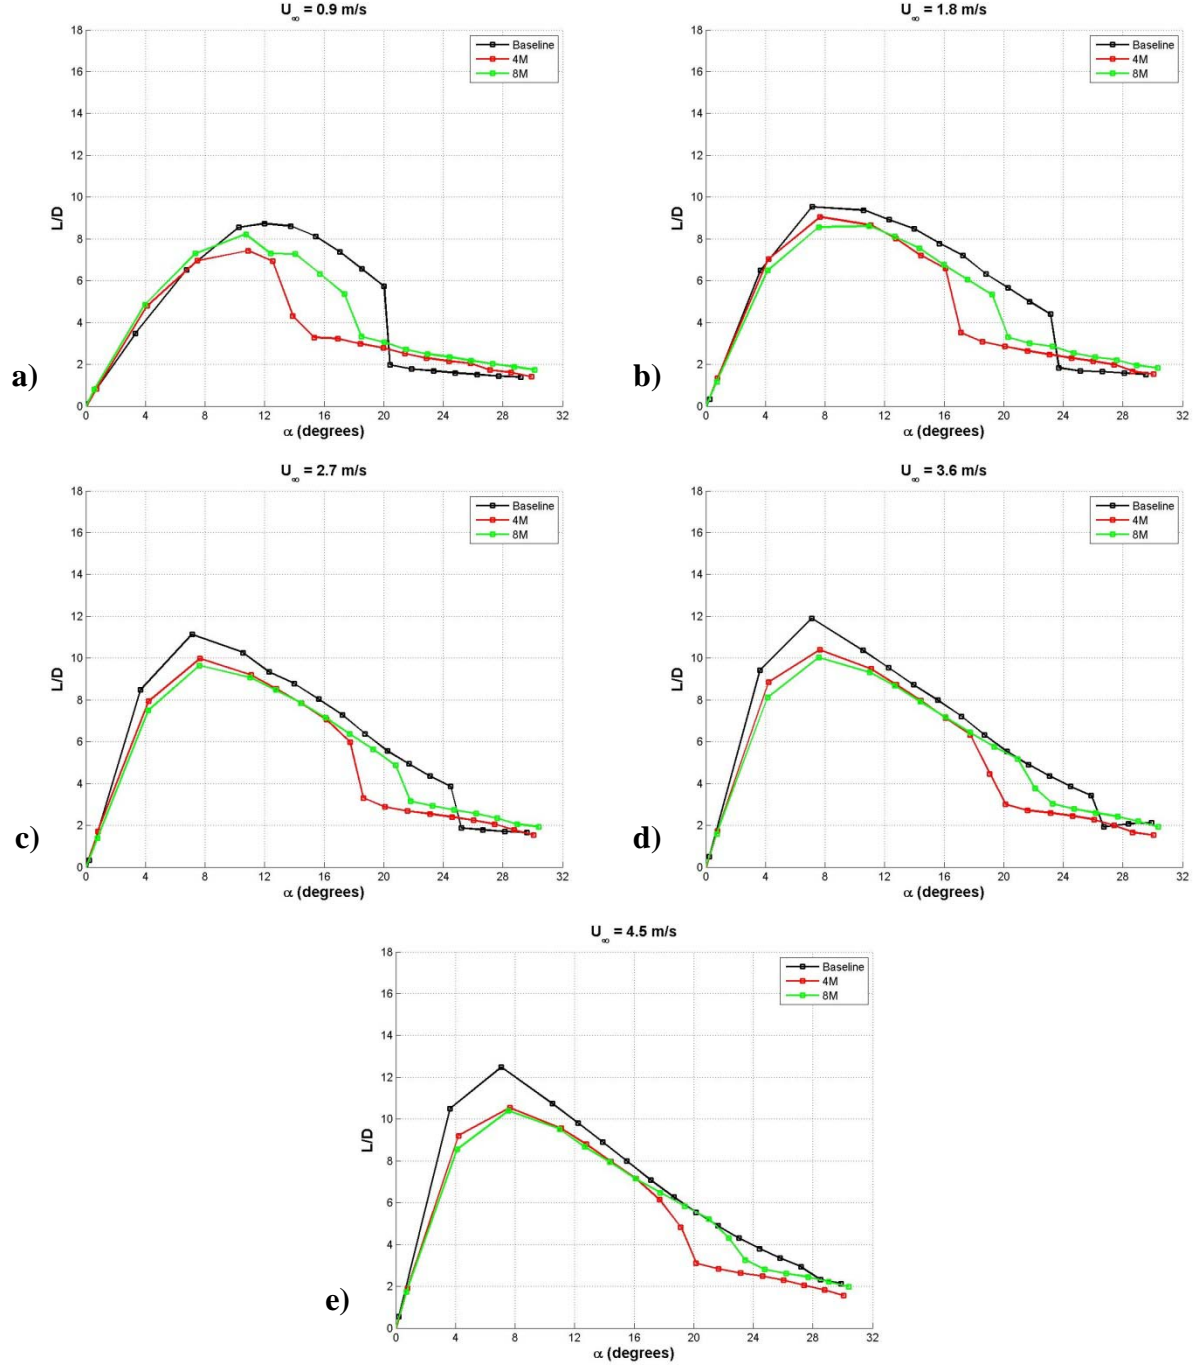 U∞ = 0.9 m/s
18
16
14
12
10
8
6
4
2
0
L/D
Baseline
4M
8M
0 4 8 12 16 20 24 28 32
α (degrees)
a)
U∞ = 1.8 m/s
18
16
14
12
10
8
6
4
2
0
L/D
Baseline
4M
8M
0 4 8 12 16 20 24 28 32
α (degrees)
b)
U∞ = 2.7 m/s
18
16
14
12
10
8
6
4
2
0
L/D
Baseline
4M
8M
0 4 8 12 16 20 24 28 32
α (degrees)
c)
U∞ = 3.6 m/s
18
16
14
12
10
8
6
4
2
0
L/D
Baseline
4M
8M
0 4 8 12 16 20 24 28 32
α (degrees)
d)
U∞ = 4.5 m/s
18
16
14
12
10
8
6
4
2
0
L/D
Baseline
4M
8M
0 4 8 12 16 20 24 28 32
α (degrees)
e)